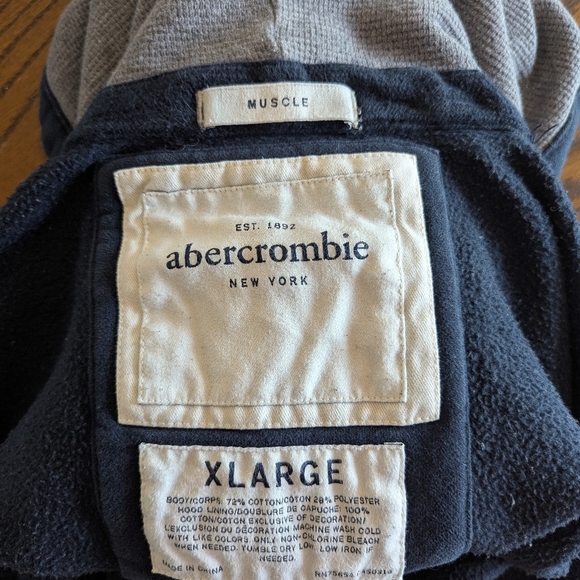 MUSCLE
EST. 1892
abercrombie
NEW YORK
XLARGE
BODY/CORPS: 72% COTTON/COTON 28% POLYESTER
HOOD LINING/DOUBLURE DE CAPUCHE: 100%
COTTON/COTON EXCLUSIVE OF DECORATION/
L'EXCLUSION DU DÉCORATION MACHINE WASH COLD
WITH LIKE COLORS. ONLY NON-CHLORINE BLEACH
WHEN NEEDED. TUMBLE DRY LOW. LOW IRON IF
NEEDED.
MADE IN CHINA